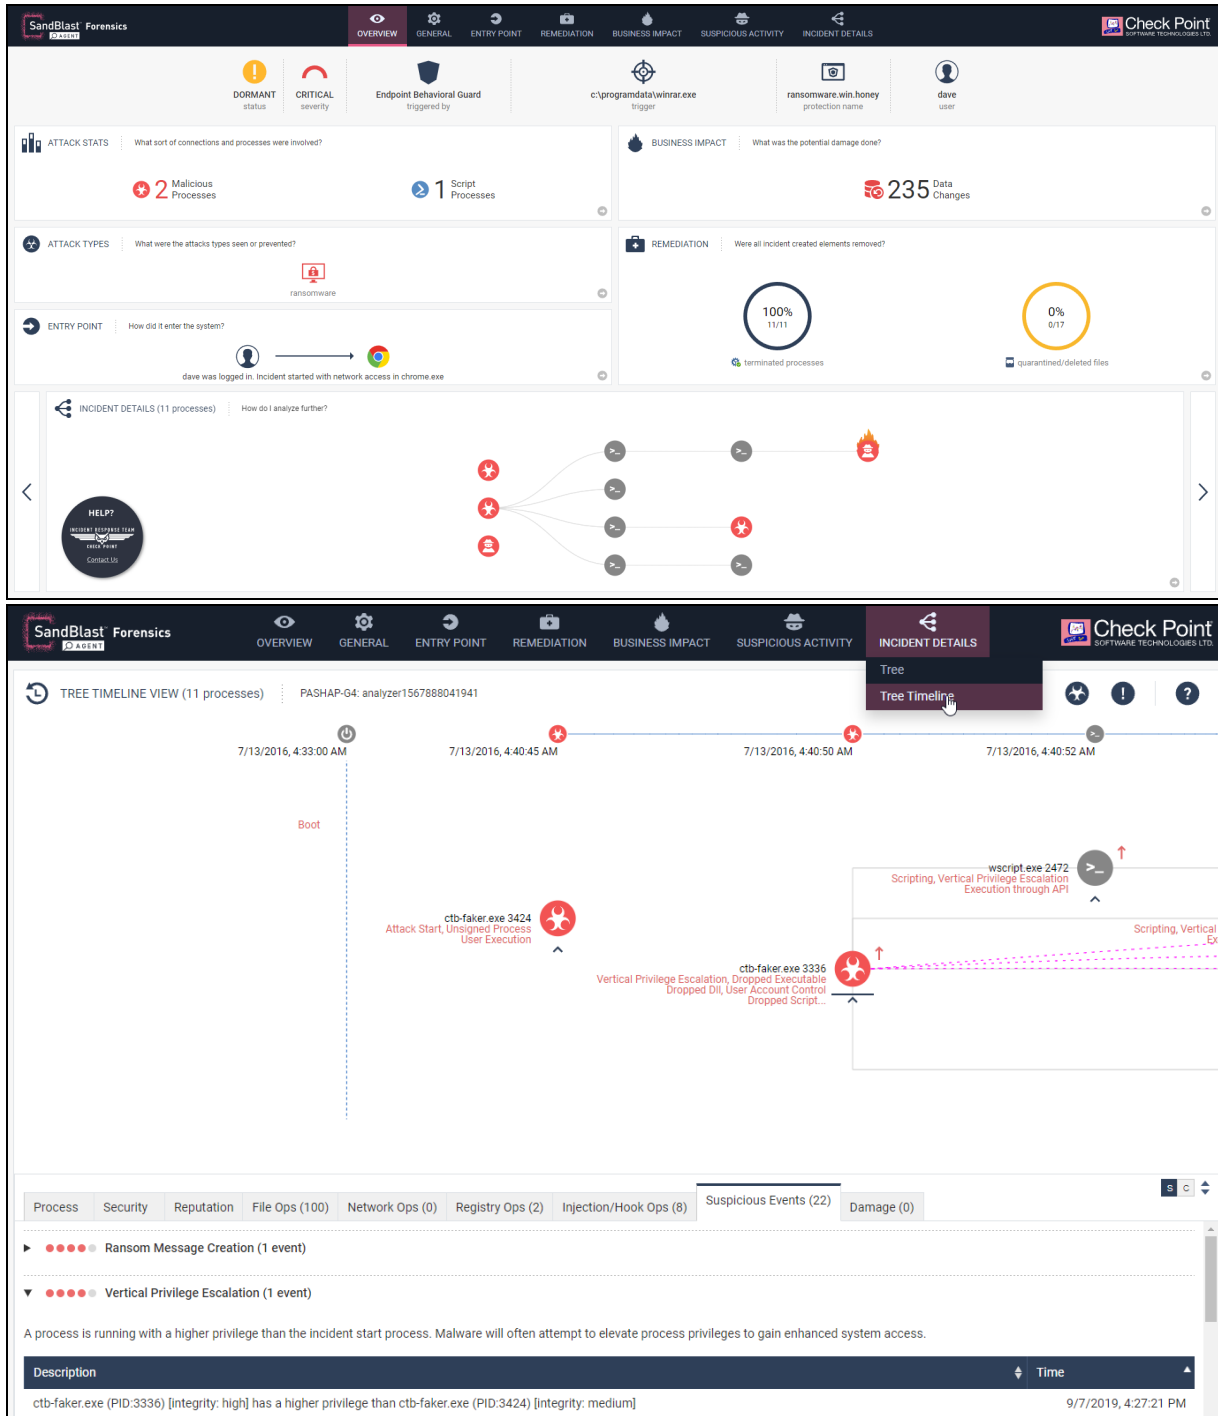 SandBlast Forensics
AGENT
OVERVIEW GENERAL ENTRY POINT REMEDIATION BUSINESS IMPACT SUSPICIOUS ACTIVITY INCIDENT DETAILS
Check Point
SOFTWARE TECHNOLOGIES LTD.
DORMANT CRITICAL Endpoint Behavioral Guard c:\programdata\winrar.exe ransomware.win.honey dave
status severity triggered by trigger protection name user
ATTACK STATS What sort of connections and processes were involved?
2 Malicious Processes
1 Script Processes
BUSINESS IMPACT What was the potential damage done?
235 Data Changes
ATTACK TYPES What were the attacks types seen or prevented?
ransomware
REMEDIATION Were all incident created elements removed?
100%
11/11
terminated processes
0%
0/17
quarantined/deleted files
ENTRY POINT How did it enter the system?
dave was logged in. Incident started with network access in chrome.exe
INCIDENT DETAILS (11 processes) How do I analyze further?
HELP?
INCIDENT RESPONSE TEAM
CHECK POINT
Contact Us
SandBlast Forensics
AGENT
OVERVIEW GENERAL ENTRY POINT REMEDIATION BUSINESS IMPACT SUSPICIOUS ACTIVITY INCIDENT DETAILS
Check Point
SOFTWARE TECHNOLOGIES LTD.
Tree
Tree Timeline
TREE TIMELINE VIEW (11 processes) PASHAP-G4: analyzer1567888041941
! ?
7/13/2016, 4:33:00 AM 7/13/2016, 4:40:45 AM 7/13/2016, 4:40:50 AM 7/13/2016, 4:40:52 AM
Boot
wscript.exe 2472
Scripting, Vertical Privilege Escalation
Execution through API
ctb-faker.exe 3424
Attack Start, Unsigned Process
User Execution
Scripting, Vertical
Ex
ctb-faker.exe 3336
Vertical Privilege Escalation, Dropped Executable
Dropped Dll, User Account Control
Dropped Script...
S C
Process Security Reputation File Ops (100) Network Ops (0) Registry Ops (2) Injection/Hook Ops (8) Suspicious Events (22) Damage (0)
Ransom Message Creation (1 event)
Vertical Privilege Escalation (1 event)
A process is running with a higher privilege than the incident start process. Malware will often attempt to elevate process privileges to gain enhanced system access.
Description Time
ctb-faker.exe (PID:3336) [integrity: high] has a higher privilege than ctb-faker.exe (PID:3424) [integrity: medium] 9/7/2019, 4:27:21 PM